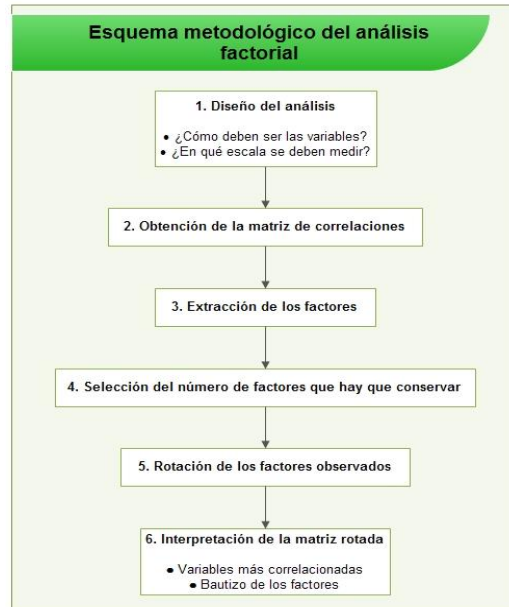 Esquema metodológico del análisis
factorial
1. Diseño del análisis
• ¿Cómo deben ser las variables?
• ¿En qué escala se deben medir?
2. Obtención de la matriz de correlaciones
3. Extracción de los factores
4. Selección del número de factores que hay que conservar
5. Rotación de los factores observados
6. Interpretación de la matriz rotada
• Variables más correlacionadas
• Bautizo de los factores